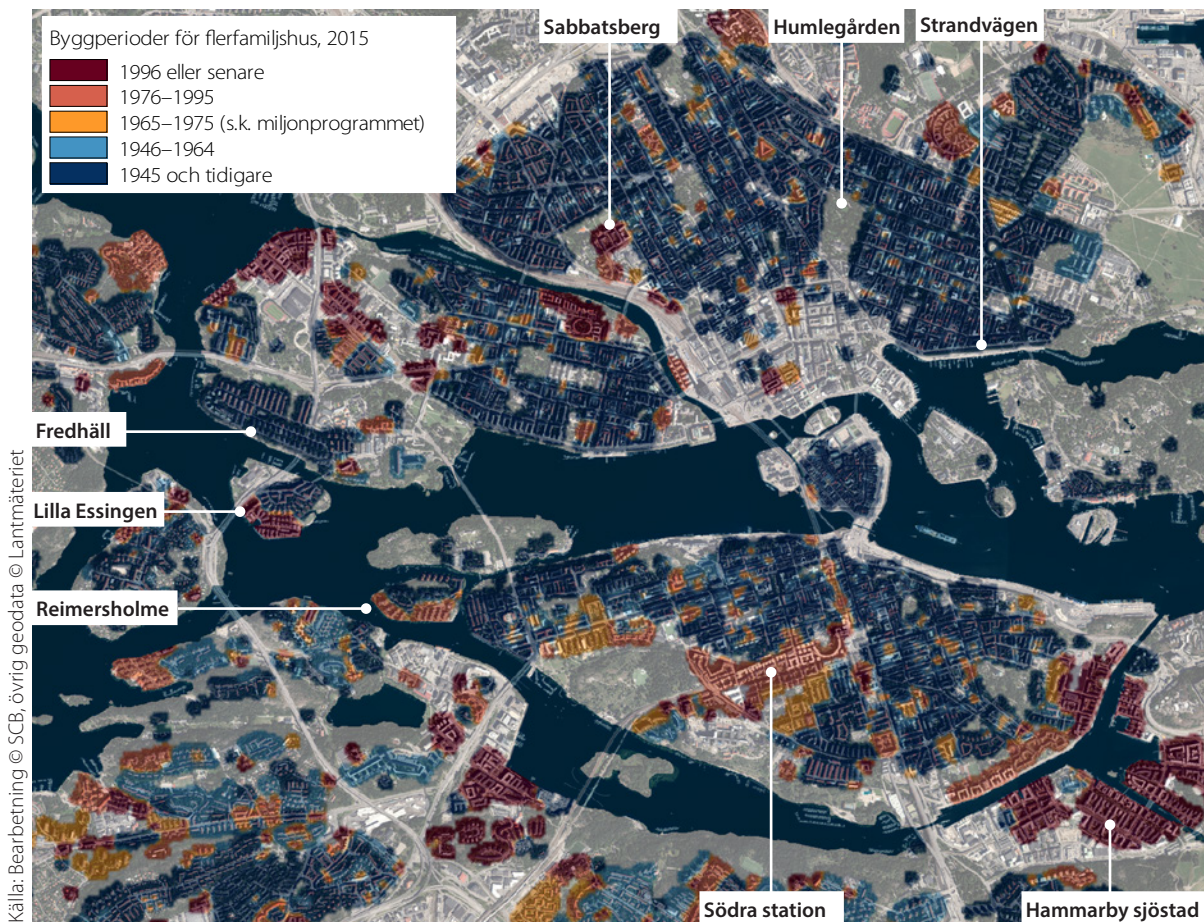 Byggperioder för flerfamiljshus, 2015
1996 eller senare
1976–1995
1965–1975 (s.k. miljonprogrammet)
1946–1964
1945 och tidigare
Sabbatsberg
Humlegården
Strandvägen
Fredhäll
Lilla Essingen
Reimersholme
Södra station
Hammarby sjöstad
Källa: Bearbetning © SCB, övrig geodata © Lantmäteriet